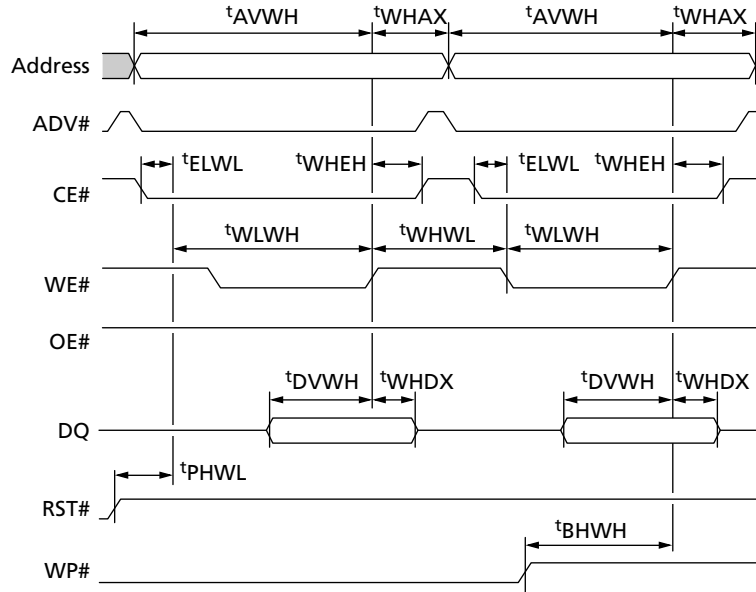 tAVWH tWHAX tAVWH tWHAX
Address
ADV#
tELWL tWHEH tELWL tWHEH
CE#
tWLWH tWHWL tWLWH
WE#
OE#
tDVWH tWHDX tDVWH tWHDX
DQ
tPHWL
RST#
tBHWH
WP#